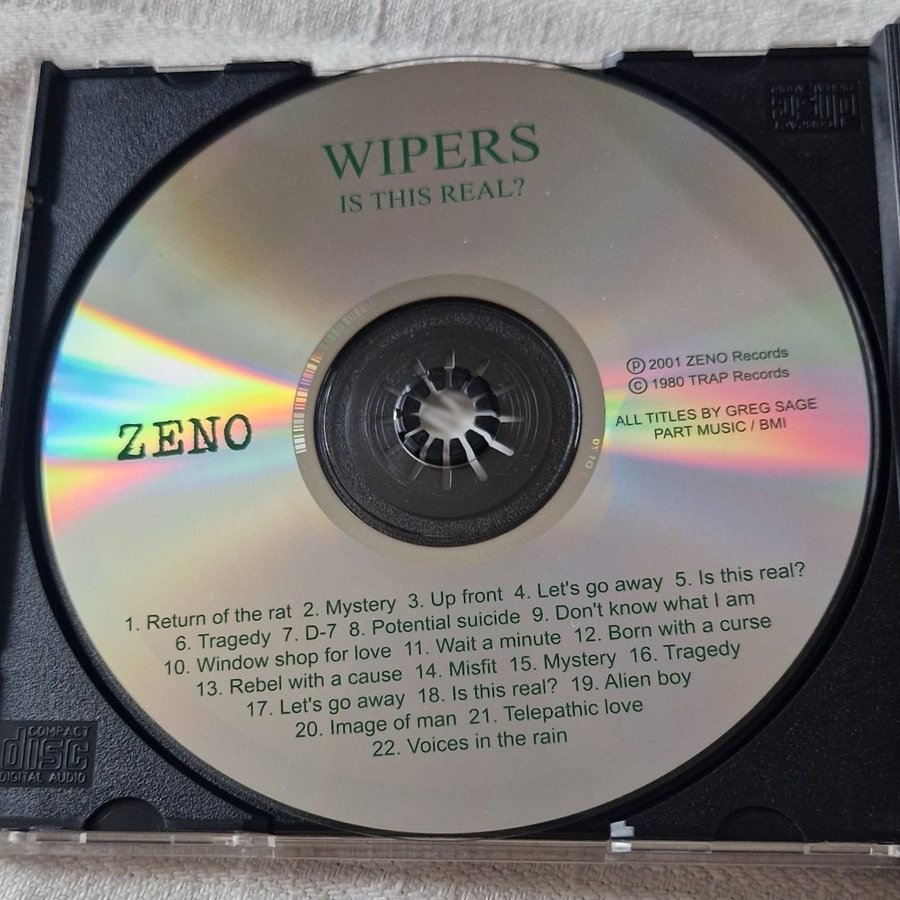 WIPERS
IS THIS REAL?
ⓟ 2001 ZENO Records
ⓒ 1980 TRAP Records
ALL TITLES BY GREG SAGE
PART MUSIC / BMI
ZENO
1. Return of the rat 2. Mystery 3. Up front 4. Let's go away 5. Is this real?
6. Tragedy 7. D-7 8. Potential suicide 9. Don't know what I am
10. Window shop for love 11. Wait a minute 12. Born with a curse
13. Rebel with a cause 14. Misfit 15. Mystery 16. Tragedy
17. Let's go away 18. Is this real? 19. Alien boy
20. Image of man 21. Telepathic love
22. Voices in the rain
COMPACT
disc
DIGITAL AUDIO
COMPACT
disc
DIGITAL AUDIO